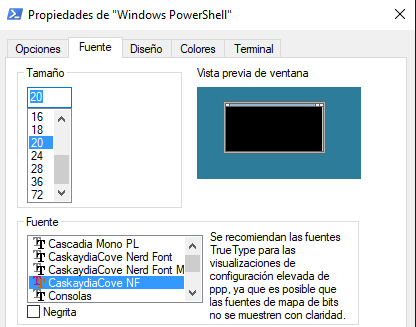 Propiedades de "Windows PowerShell"
Opciones Fuente Diseño Colores Terminal
Tamaño
20
16
18
20
24
28
36
72
Vista previa de ventana
Fuente
Cascadia Mono PL
CaskaydiaCove Nerd Font
CaskaydiaCove Nerd Font M
CaskaydiaCove NF
Consolas
Negrita
Se recomiendan las fuentes
TrueType para las
visualizaciones de
configuración elevada de
ppp, ya que es posible que
las fuentes de mapa de bits
no se muestren con claridad.